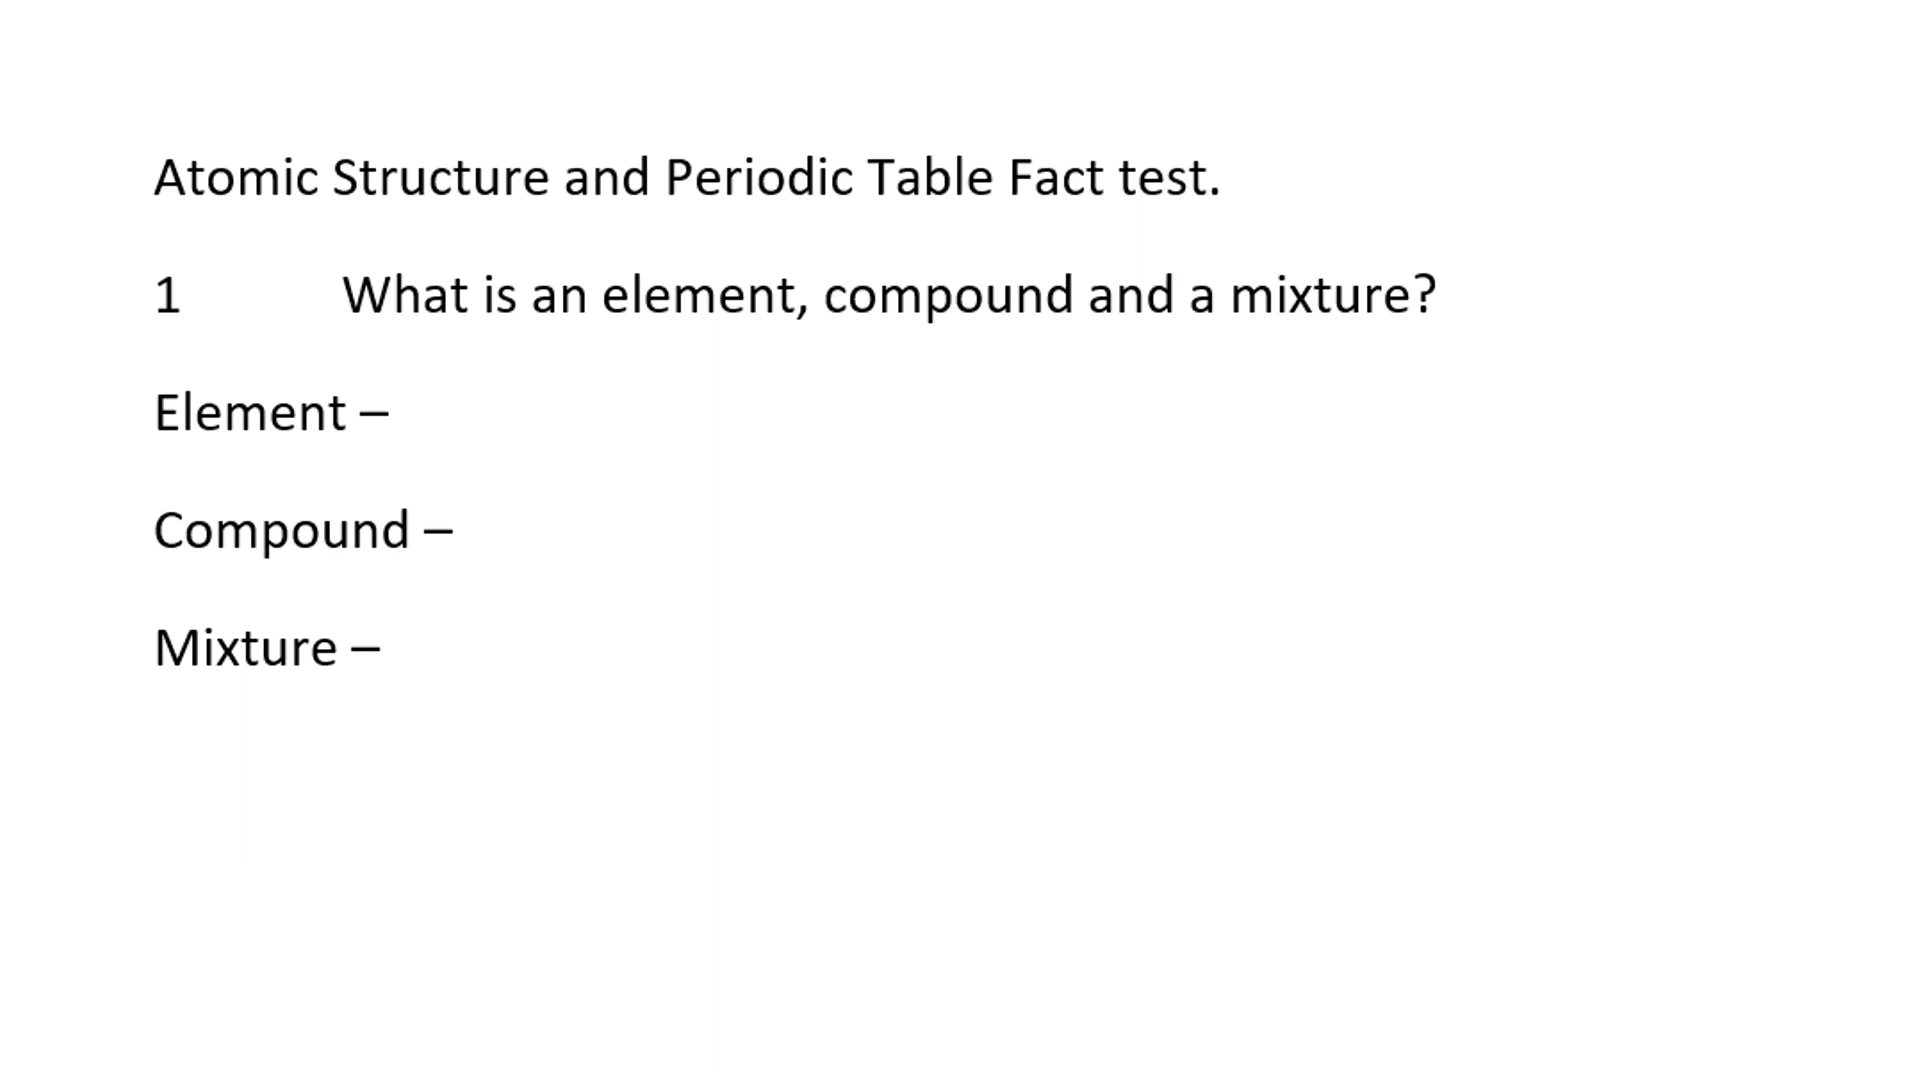 Atomic Structure and Periodic Table Fact test.
1 What is an element, compound and a mixture?
Element –
Compound –
Mixture –